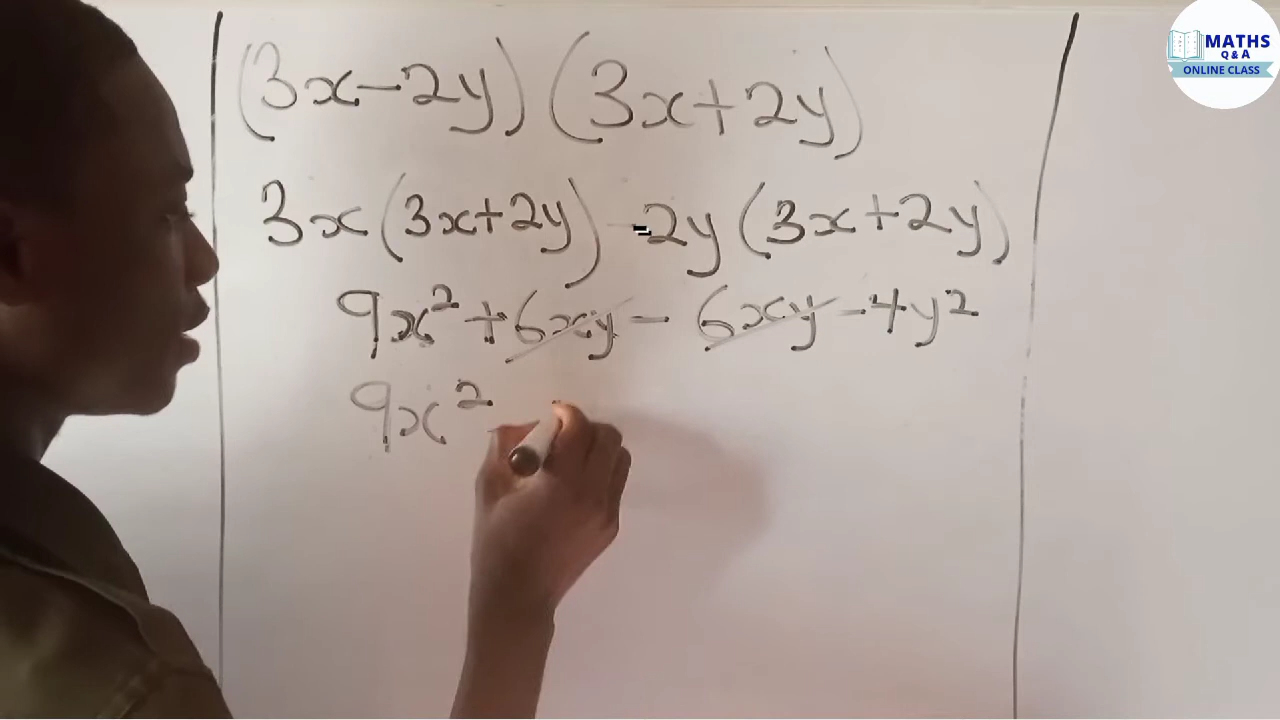 (3x-2y)(3x+2y)
3x(3x+2y)-2y(3x+2y)
9x²+6xy-6xy-4y²
9x²
MATHS
Q & A
ONLINE CLASS